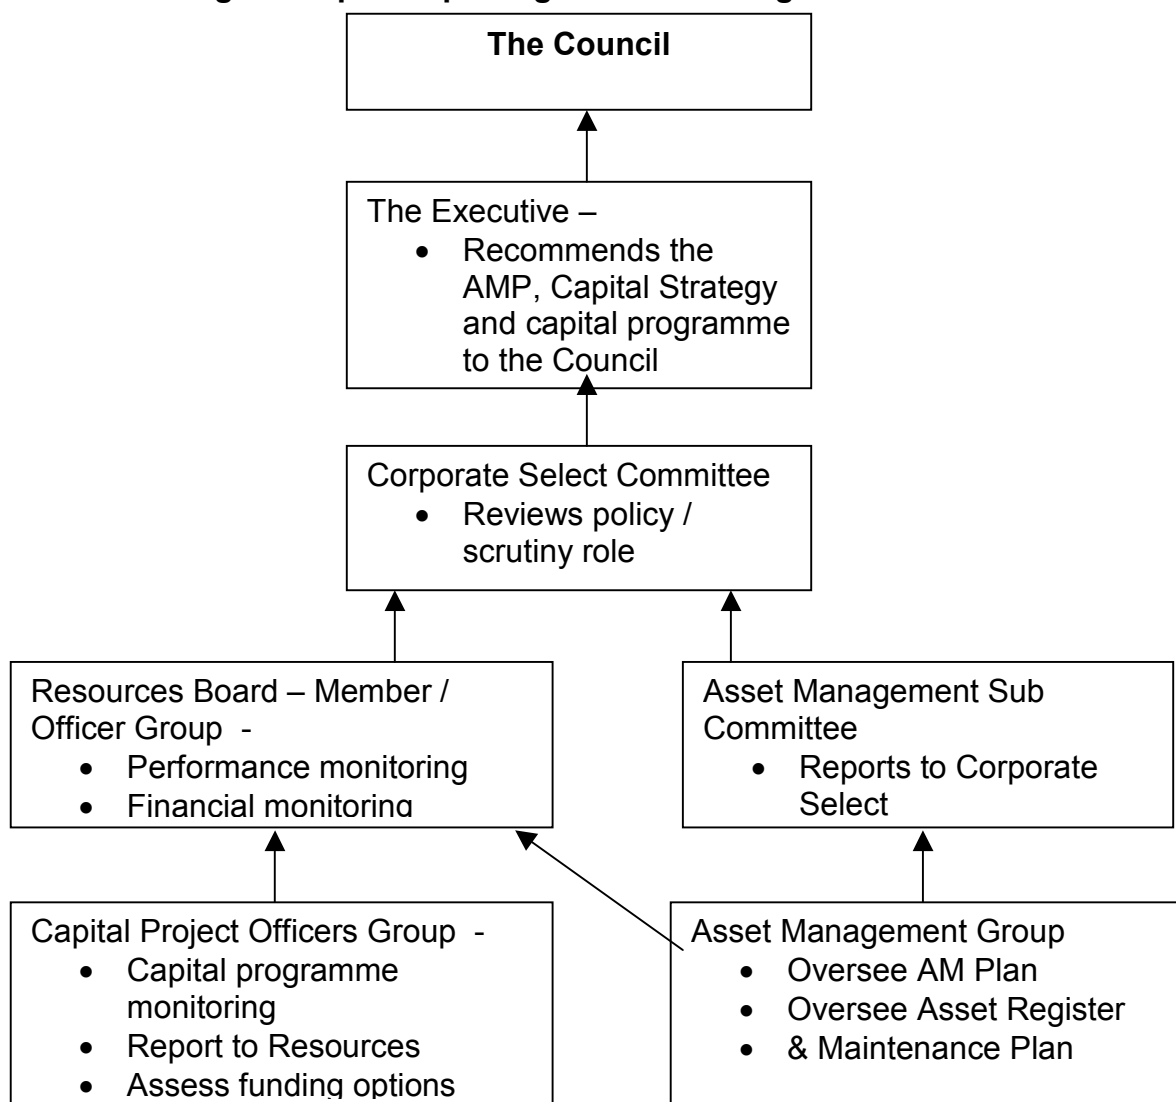 The Council
The Executive –
• Recommends the
AMP, Capital Strategy
and capital programme
to the Council
Corporate Select Committee
• Reviews policy /
scrutiny role
Resources Board – Member /
Officer Group -
• Performance monitoring
• Financial monitoring
Asset Management Sub
Committee
• Reports to Corporate
Select
Capital Project Officers Group -
• Capital programme
monitoring
• Report to Resources
• Assess funding options
Asset Management Group
• Oversee AM Plan
• Oversee Asset Register
• & Maintenance Plan